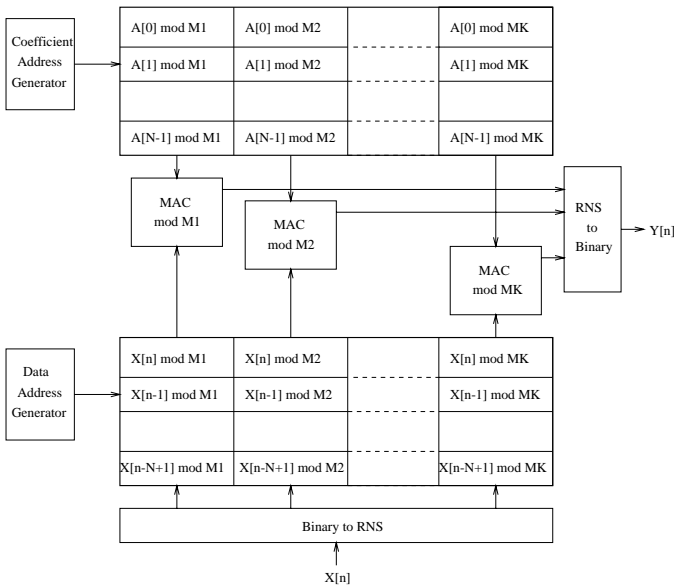 Coefficient
Address
Generator
A[0] mod M1 A[0] mod M2 A[0] mod MK
A[1] mod M1 A[1] mod M2 A[1] mod MK
A[N-1] mod M1 A[N-1] mod M2 A[N-1] mod MK
MAC
mod M1
MAC
mod M2
MAC
mod MK
RNS
to
Binary
Y[n]
Data
Address
Generator
X[n] mod M1 X[n] mod M2 X[n] mod MK
X[n-1] mod M1 X[n-1] mod M2 X[n-1] mod MK
X[n-N+1] mod M1 X[n-N+1] mod M2 X[n-N+1] mod MK
Binary to RNS
X[n]